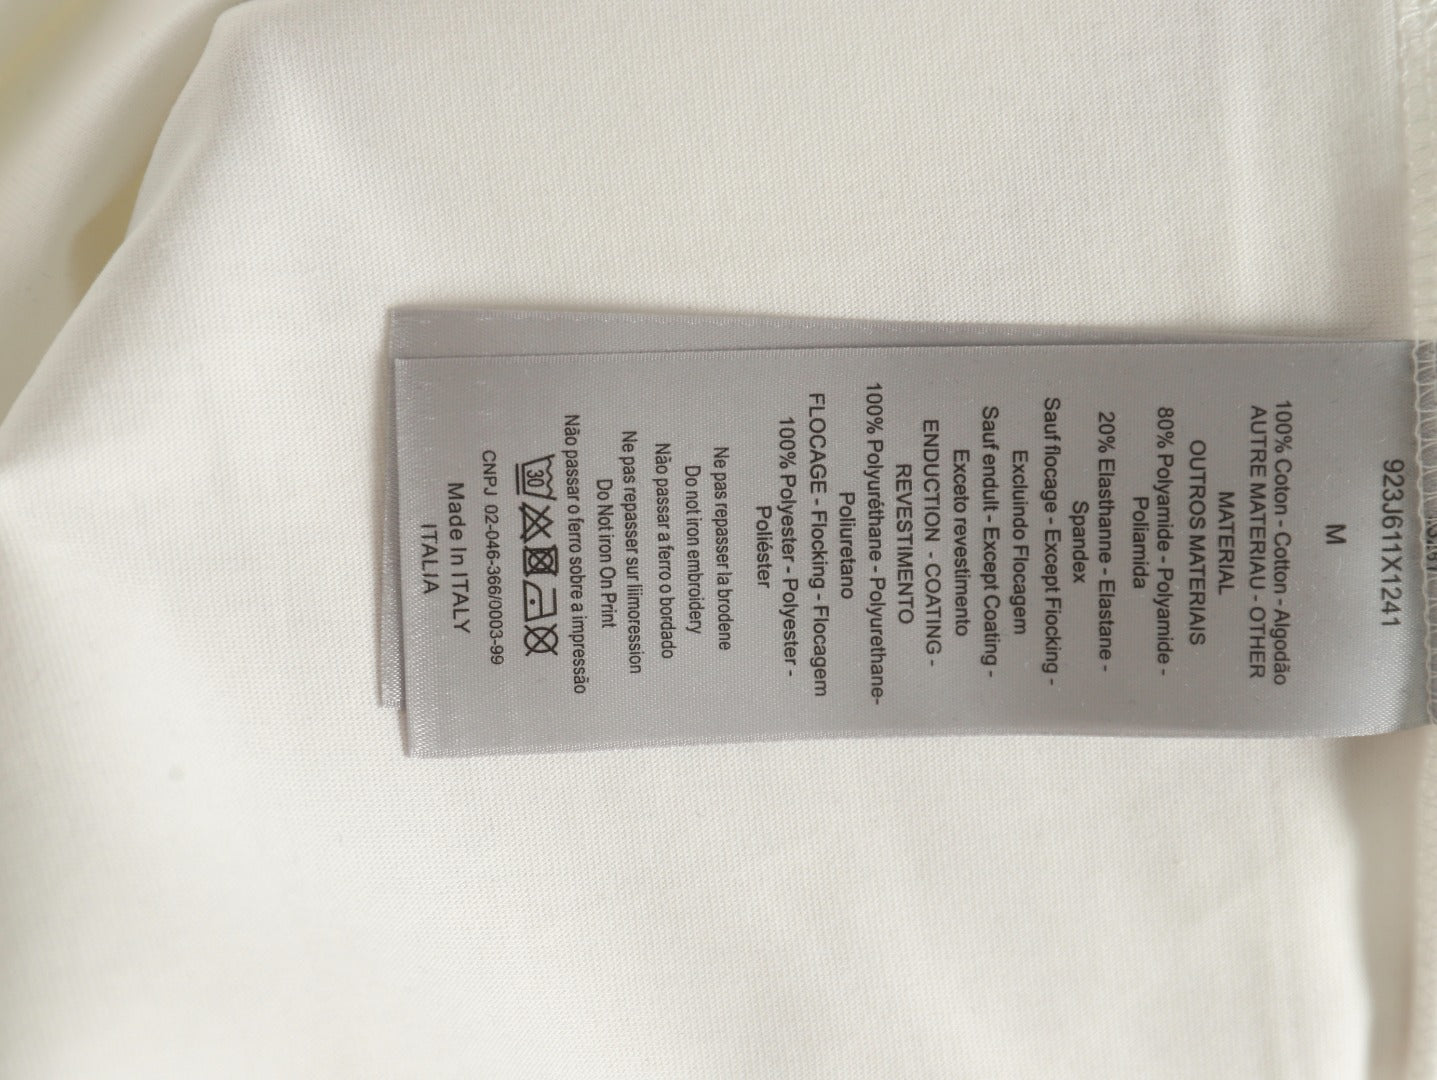 923J611X1241
M
100% Coton - Cotton - Algodão
AUTRE MATERIAU - OTHER
MATERIAL
OUTROS MATERIAIS
80% Polyamide - Polyamide -
Poliamida
20% Elasthanne - Elastane -
Spandex
Sauf flocage - Except Fiocking -
Excluindo Flocagem
Sauf endult - Except Coating -
Exceto revestimento
ENDUCTION - COATING -
REVESTIMENTO
100% Polyuréthane - Polyurethane-
Poliuretano
FLOCAGE - Flocking - Flocagem
100% Polyester - Polyester -
Poliéster
Ne pas repasser la brodene
Do not iron embroidery
Não passar a ferro o bordado
Ne pas repasser sur liimoression
Do Not iron On Print
Não passar o ferro sobre a impressão
30
CNPJ 02-046-366/0003-99
Made In ITALY
ITALIA